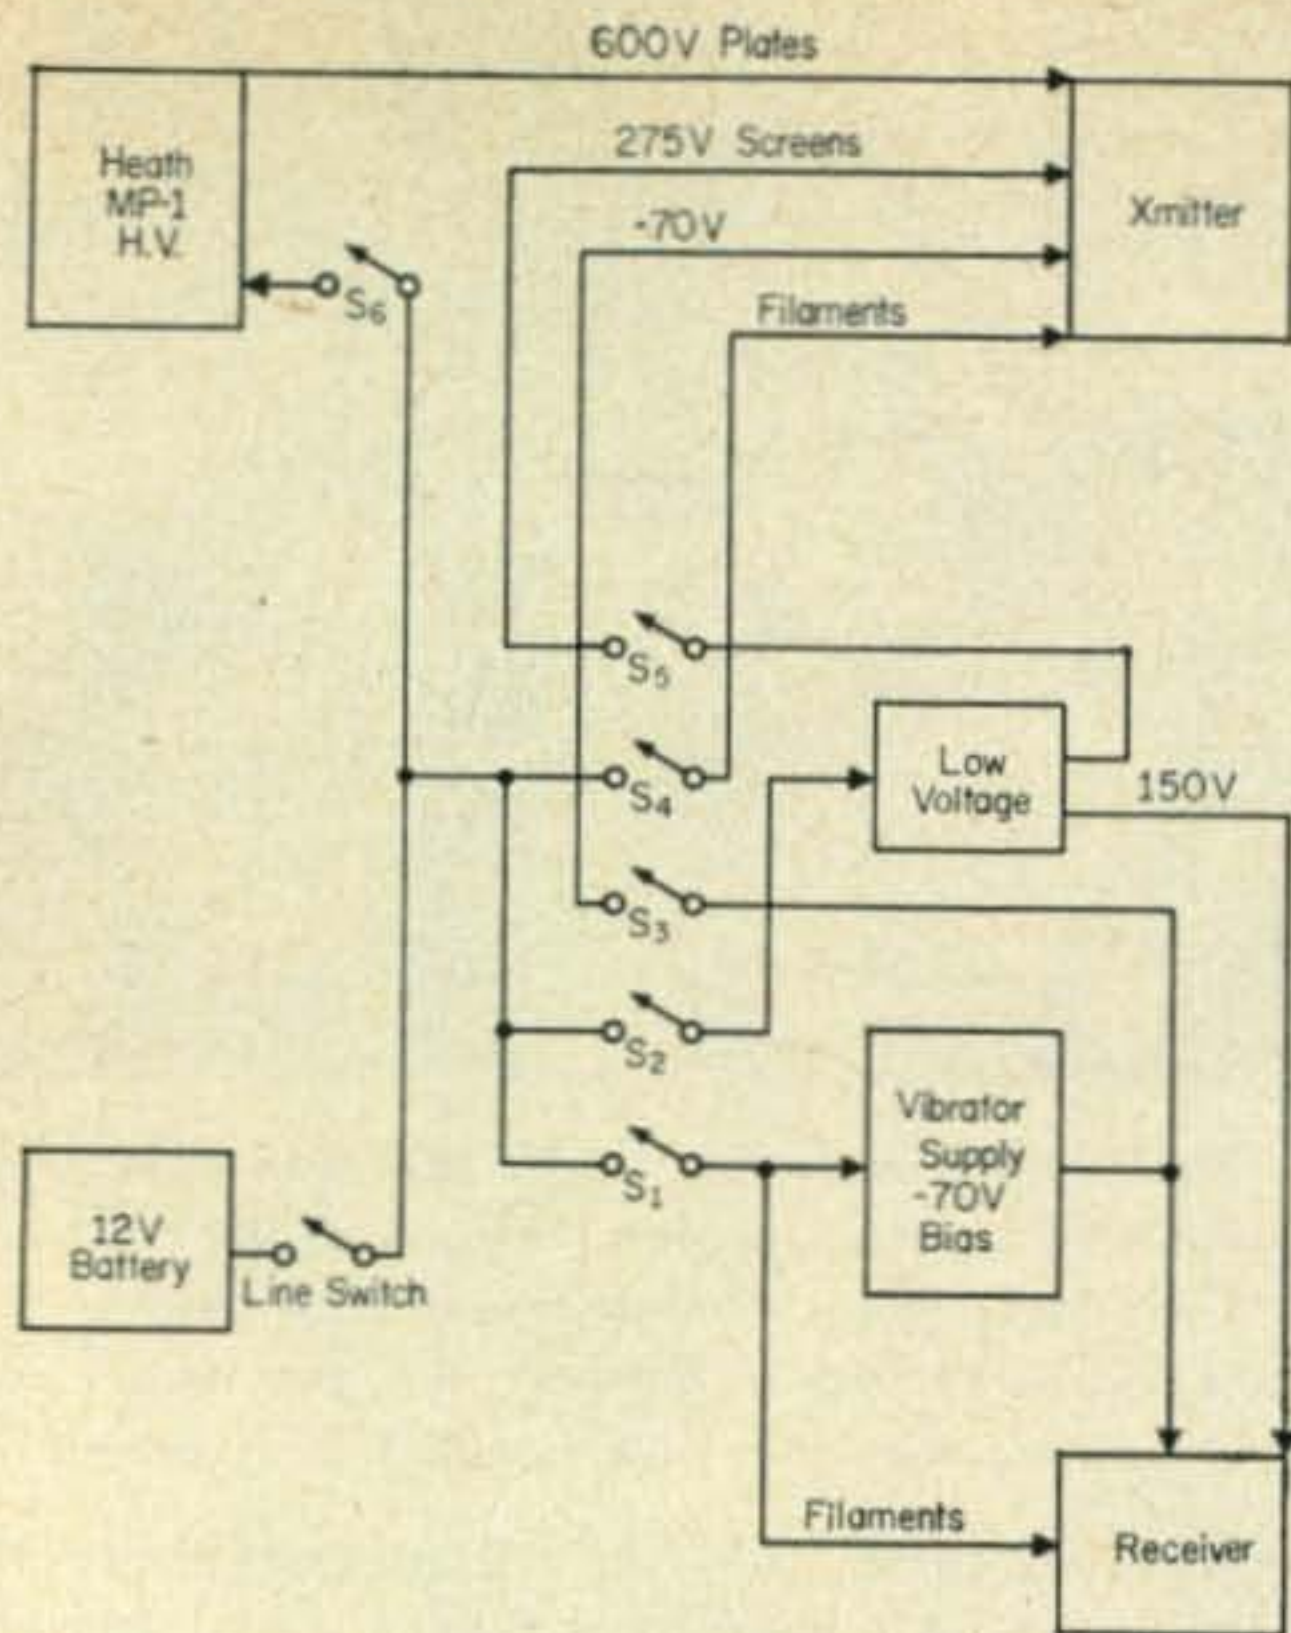 600V Plates
Heath
MP-1
H.V.
275V Screens
Xmitter
-70V
S6
Filaments
S5
Low
Voltage
150V
S4
S3
S2
Vibrator
Supply
-70V
Bias
S1
12V
Battery
Line Switch
Filaments
Receiver